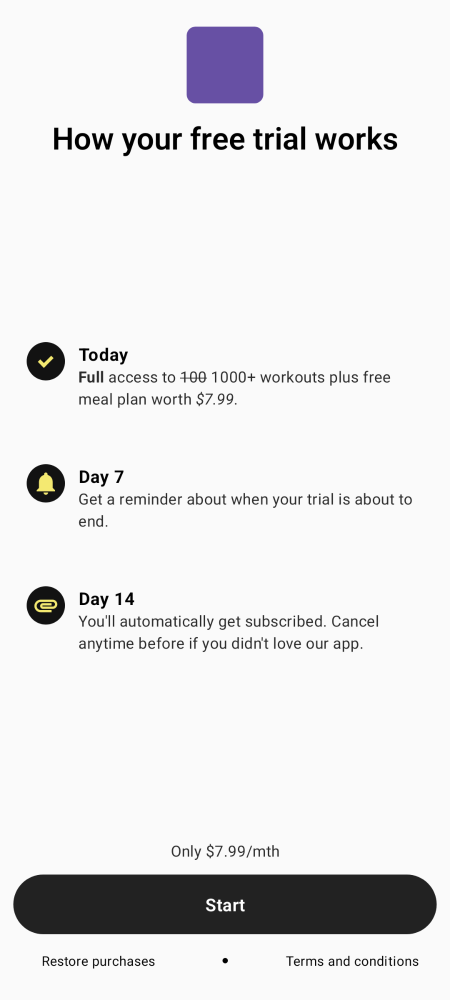 How your free trial works
Today
Full access to 100 1000+ workouts plus free
meal plan worth $7.99.
Day 7
Get a reminder about when your trial is about to
end.
Day 14
You'll automatically get subscribed. Cancel
anytime before if you didn't love our app.
Only $7.99/mth
Start
Restore purchases • Terms and conditions